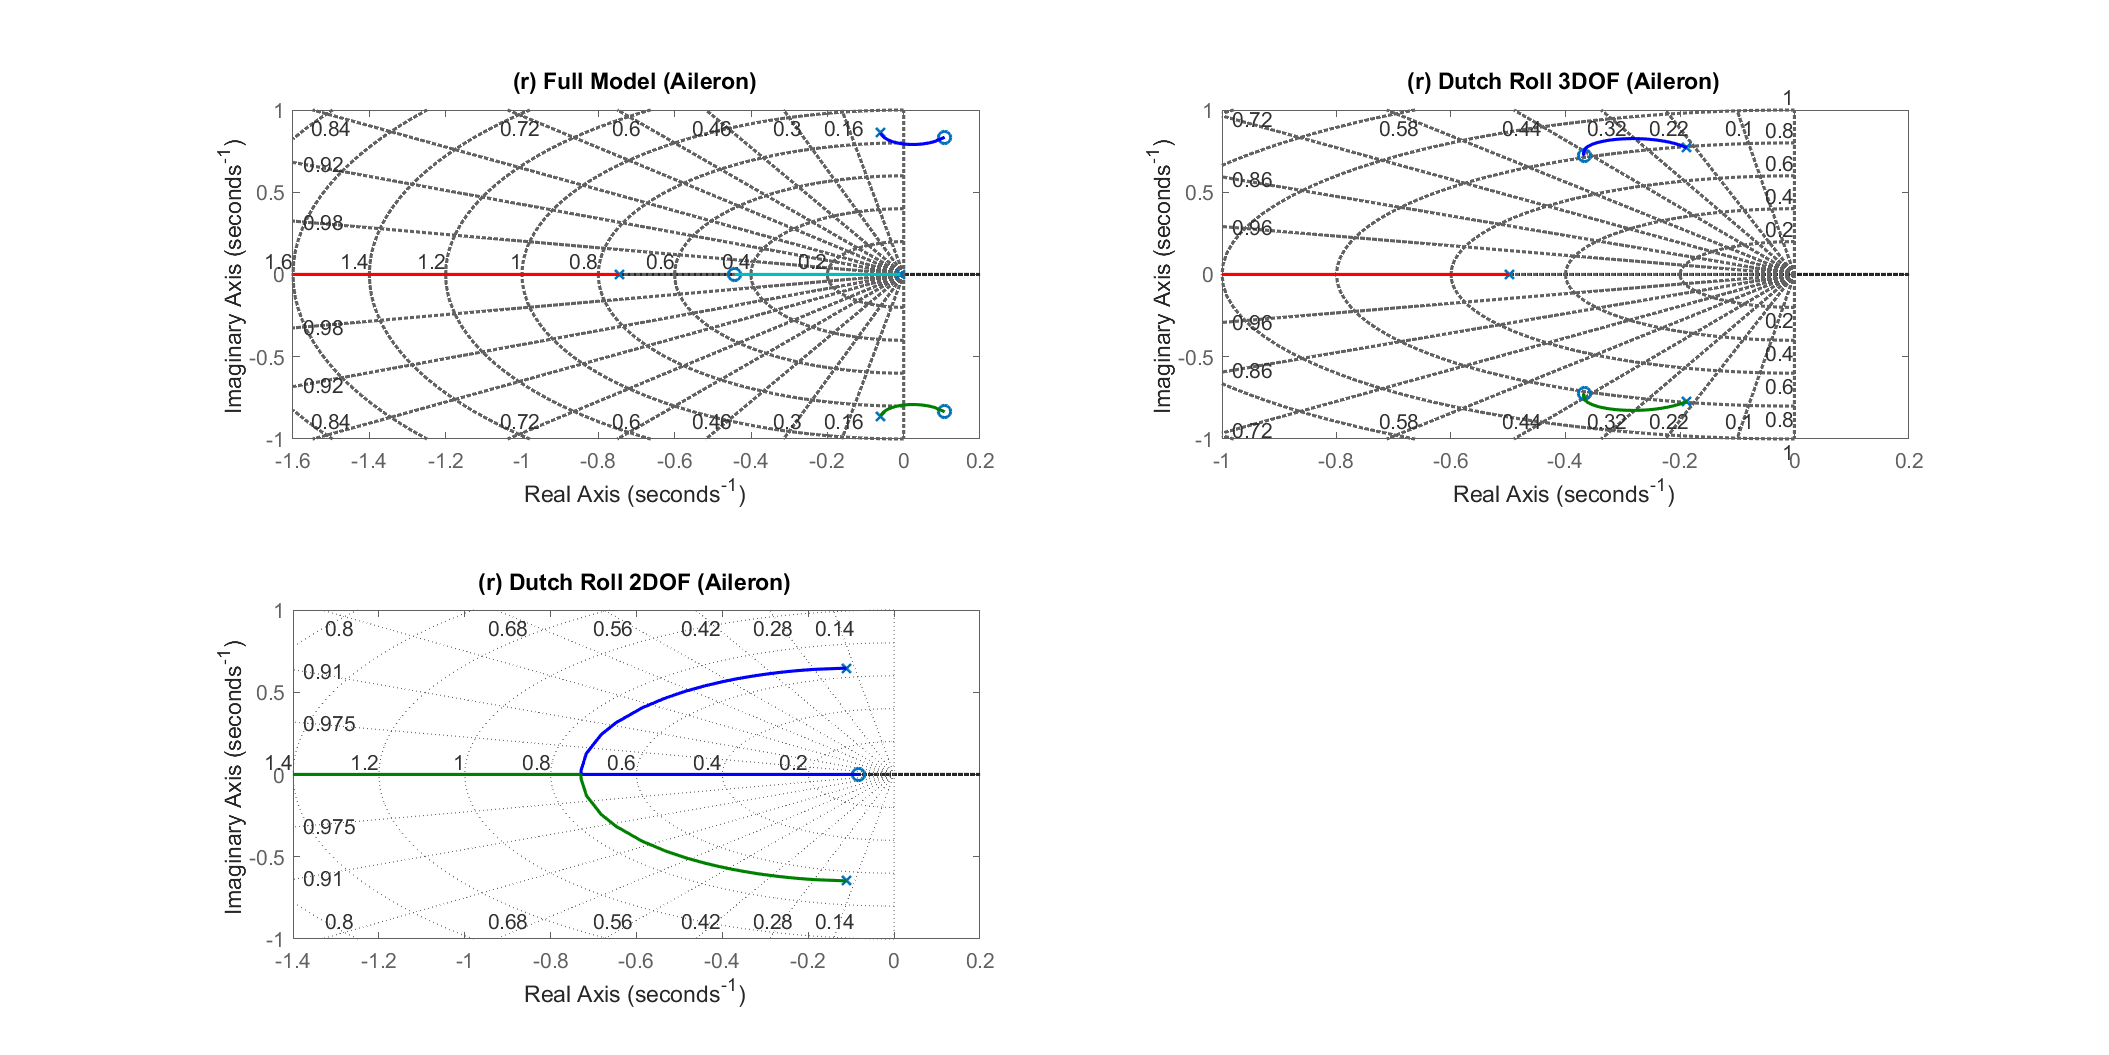 (r) Full Model (Aileron)
1
0.84 0.72 0.6 0.46 0.3 0.16
0.92
0.5
0.98
1.6 1.4 1.2 1 0.8 0.6 0.4 0.2
0
0.98
-0.5
0.92
0.84 0.72 0.6 0.46 0.3 0.16
-1
-1.6 -1.4 -1.2 -1 -0.8 -0.6 -0.4 -0.2 0 0.2
Real Axis (seconds-1)
Imaginary Axis (seconds-1)
(r) Dutch Roll 3DOF (Aileron)
1
1
0.72 0.58 0.44 0.32 0.22 0.1 0.8
0.6
0.86
0.5
0.4
0.96 0.2
0
0.96 0.2
0.4
-0.5
0.86 0.6
0.72 0.58 0.44 0.32 0.22 0.1 0.8
-1
1
-1 -0.8 -0.6 -0.4 -0.2 0 0.2
Real Axis (seconds-1)
Imaginary Axis (seconds-1)
(r) Dutch Roll 2DOF (Aileron)
1
0.8 0.68 0.56 0.42 0.28 0.14
0.91
0.5
0.975
1.4 1.2 1 0.8 0.6 0.4 0.2
0
0.975
-0.5
0.91
0.8 0.68 0.56 0.42 0.28 0.14
-1
-1.4 -1.2 -1 -0.8 -0.6 -0.4 -0.2 0 0.2
Real Axis (seconds-1)
Imaginary Axis (seconds-1)